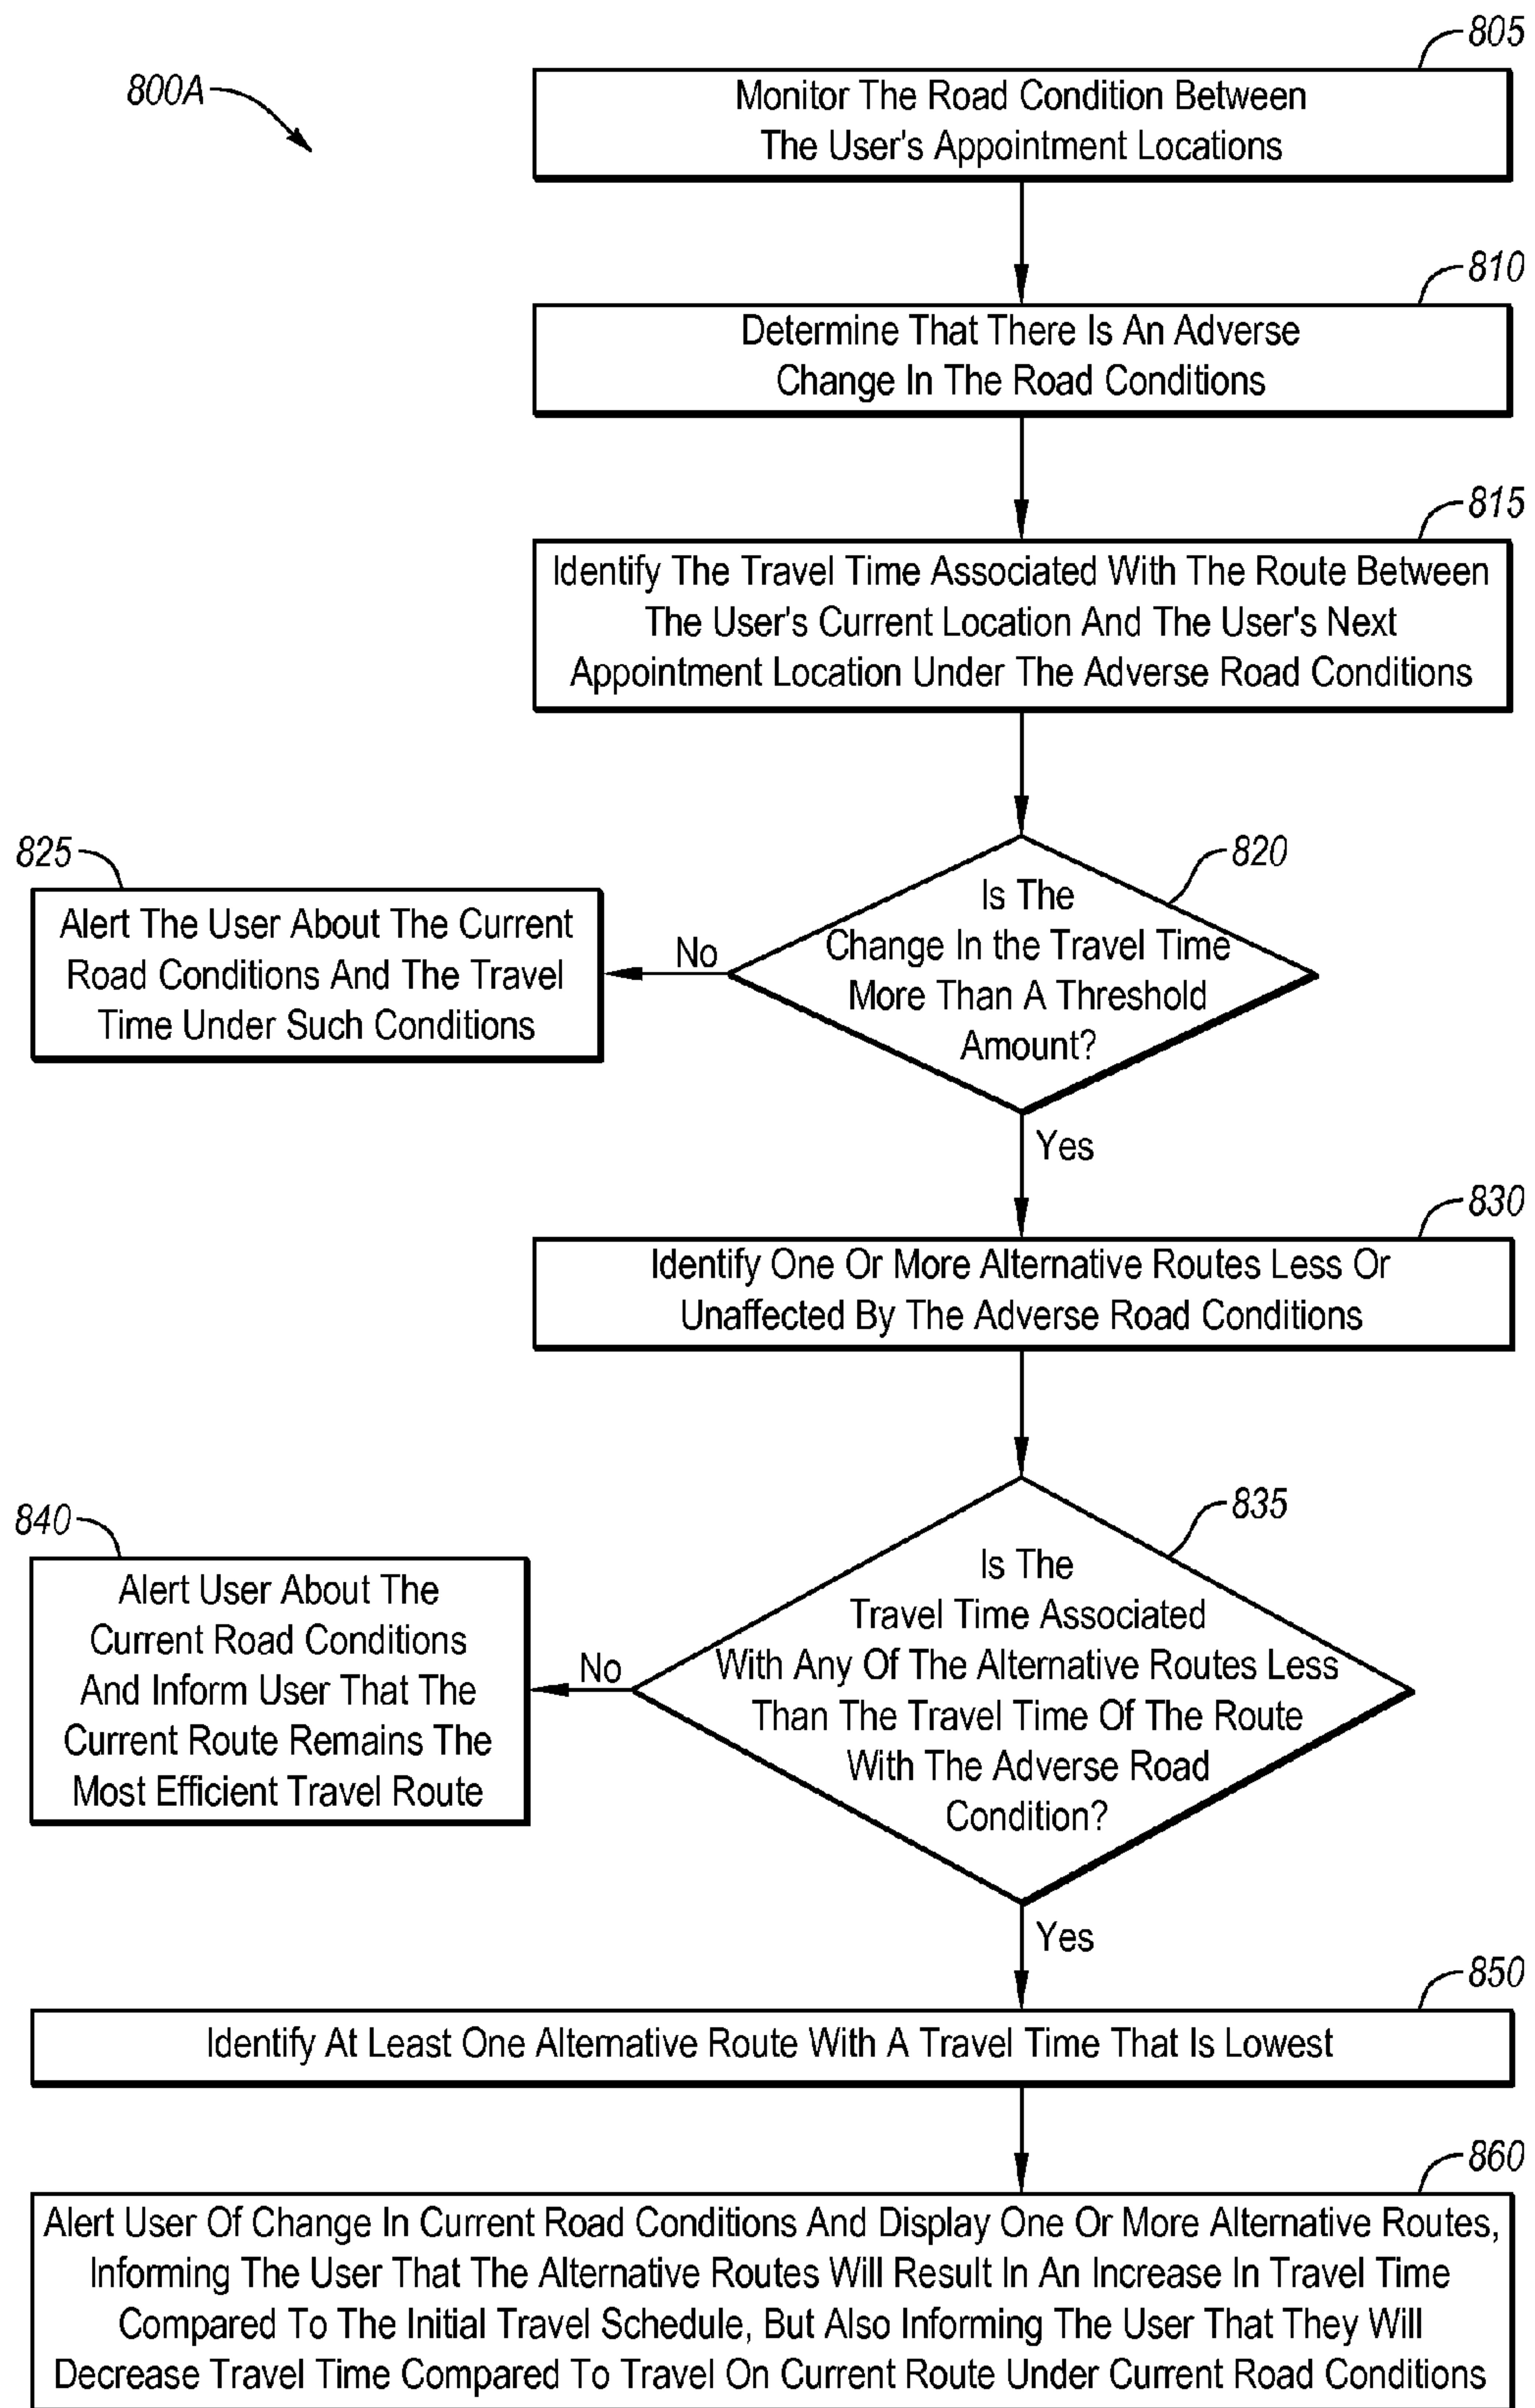 805
800A
Monitor The Road Condition Between
The User's Appointment Locations
810
Determine That There Is An Adverse
Change In The Road Conditions
815
Identify The Travel Time Associated With The Route Between
The User's Current Location And The User's Next
Appointment Location Under The Adverse Road Conditions
820
Is The
Change In the Travel Time
More Than A Threshold
Amount?
No
825
Alert The User About The Current
Road Conditions And The Travel
Time Under Such Conditions
Yes
830
Identify One Or More Alternative Routes Less Or
Unaffected By The Adverse Road Conditions
835
Is The
Travel Time Associated
With Any Of The Alternative Routes Less
Than The Travel Time Of The Route
With The Adverse Road
Condition?
No
840
Alert User About The
Current Road Conditions
And Inform User That The
Current Route Remains The
Most Efficient Travel Route
Yes
850
Identify At Least One Alternative Route With A Travel Time That Is Lowest
860
Alert User Of Change In Current Road Conditions And Display One Or More Alternative Routes,
Informing The User That The Alternative Routes Will Result In An Increase In Travel Time
Compared To The Initial Travel Schedule, But Also Informing The User That They Will
Decrease Travel Time Compared To Travel On Current Route Under Current Road Conditions